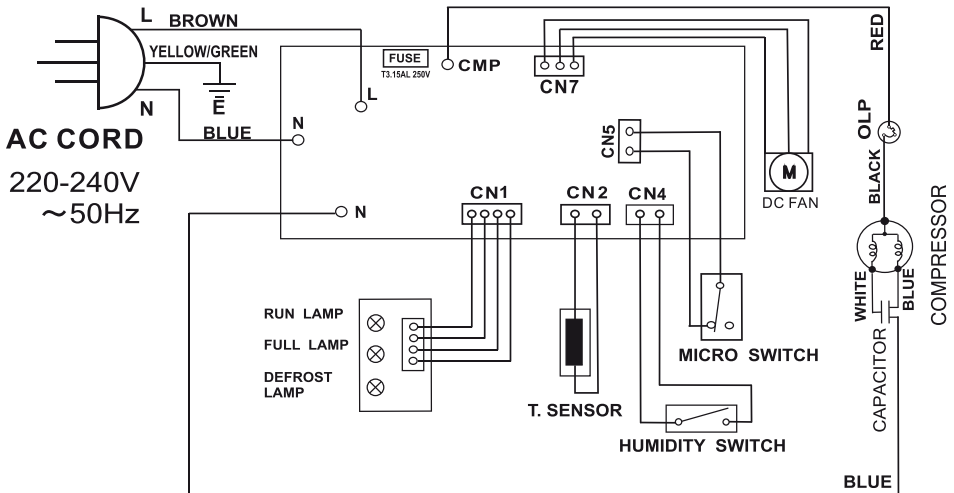 L BROWN
YELLOW/GREEN
E
N
BLUE
AC CORD
220-240V
～50Hz
FUSE
T3.15AL 250V
CMP
CN7
L
N
CN5
N
CN1
CN2
CN4
M
DC FAN
RED
OLP
BLACK
COMPRESSOR
WHITE
BLUE
CAPACITOR
BLUE
RUN LAMP
FULL LAMP
DEFROST
LAMP
T. SENSOR
MICRO SWITCH
HUMIDITY SWITCH